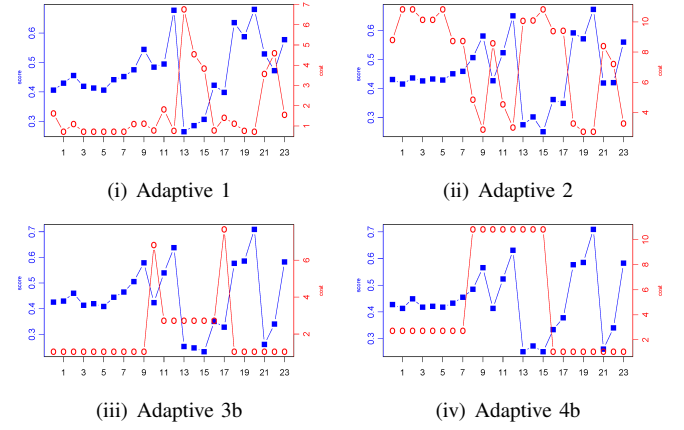 0.3 0.4 0.5 0.6
score
1 2 3 4 5 6 7
cost
1 3 5 7 9 11 13 15 17 19 21 23
(i) Adaptive 1
0.3 0.4 0.5 0.6
score
4 6 8 10
cost
1 3 5 7 9 11 13 15 17 19 21 23
(ii) Adaptive 2
0.3 0.4 0.5 0.6 0.7
score
2 4 6
cost
1 3 5 7 9 11 13 15 17 19 21 23
(iii) Adaptive 3b
0.3 0.4 0.5 0.6 0.7
score
2 4 6 8 10
cost
1 3 5 7 9 11 13 15 17 19 21 23
(iv) Adaptive 4b